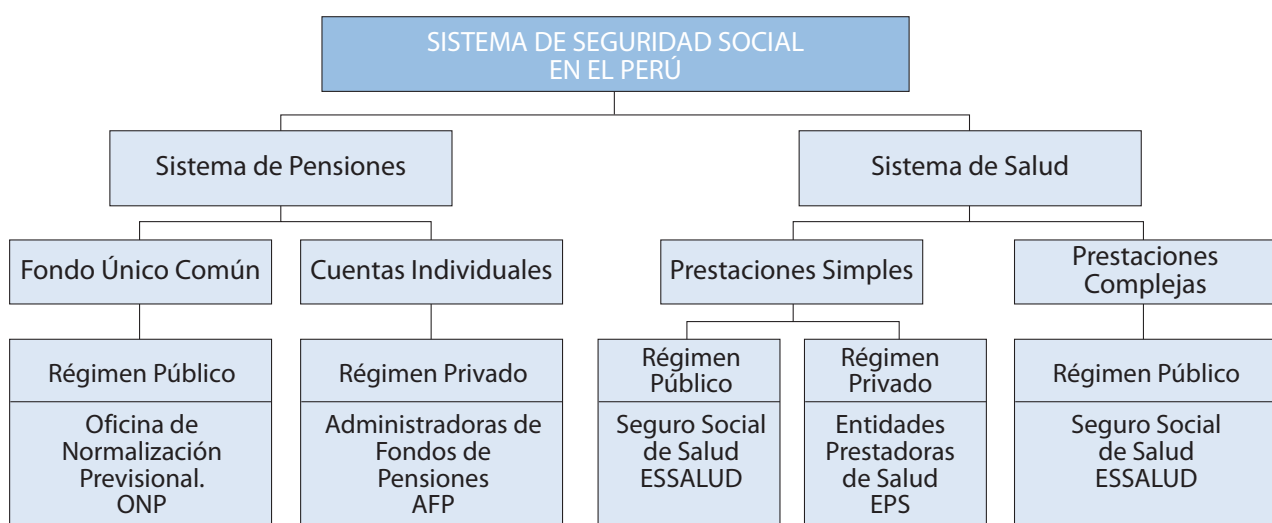 SISTEMA DE SEGURIDAD SOCIAL
EN EL PERÚ
Sistema de Pensiones
Sistema de Salud
Fondo Único Común
Cuentas Individuales
Prestaciones Simples
Prestaciones
Complejas
Régimen Público
Oficina de
Normalización
Previsional.
ONP
Régimen Privado
Administradoras de
Fondos de
Pensiones
AFP
Régimen
Público
Seguro Social
de Salud
ESSALUD
Régimen
Privado
Entidades
Prestadoras
de Salud
EPS
Régimen Público
Seguro Social
de Salud
ESSALUD